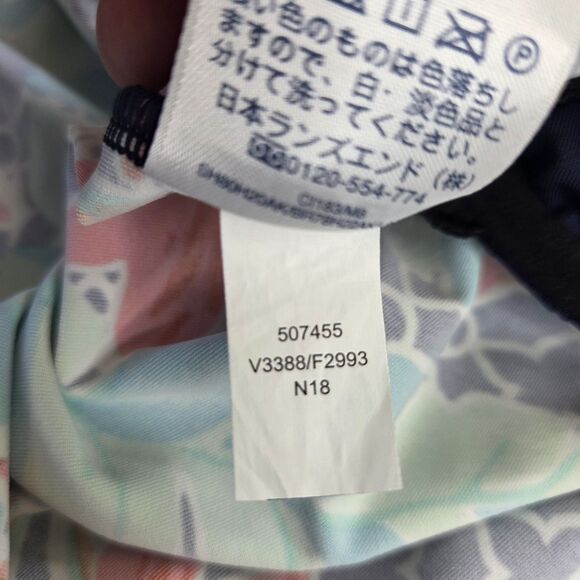 Ⓟ
い色のものは色落ちし
ますので、白・淡色品と
分けて洗ってください。
日本ランズエンド(株)
0120-554-774
507455
V3388/F2993
N18